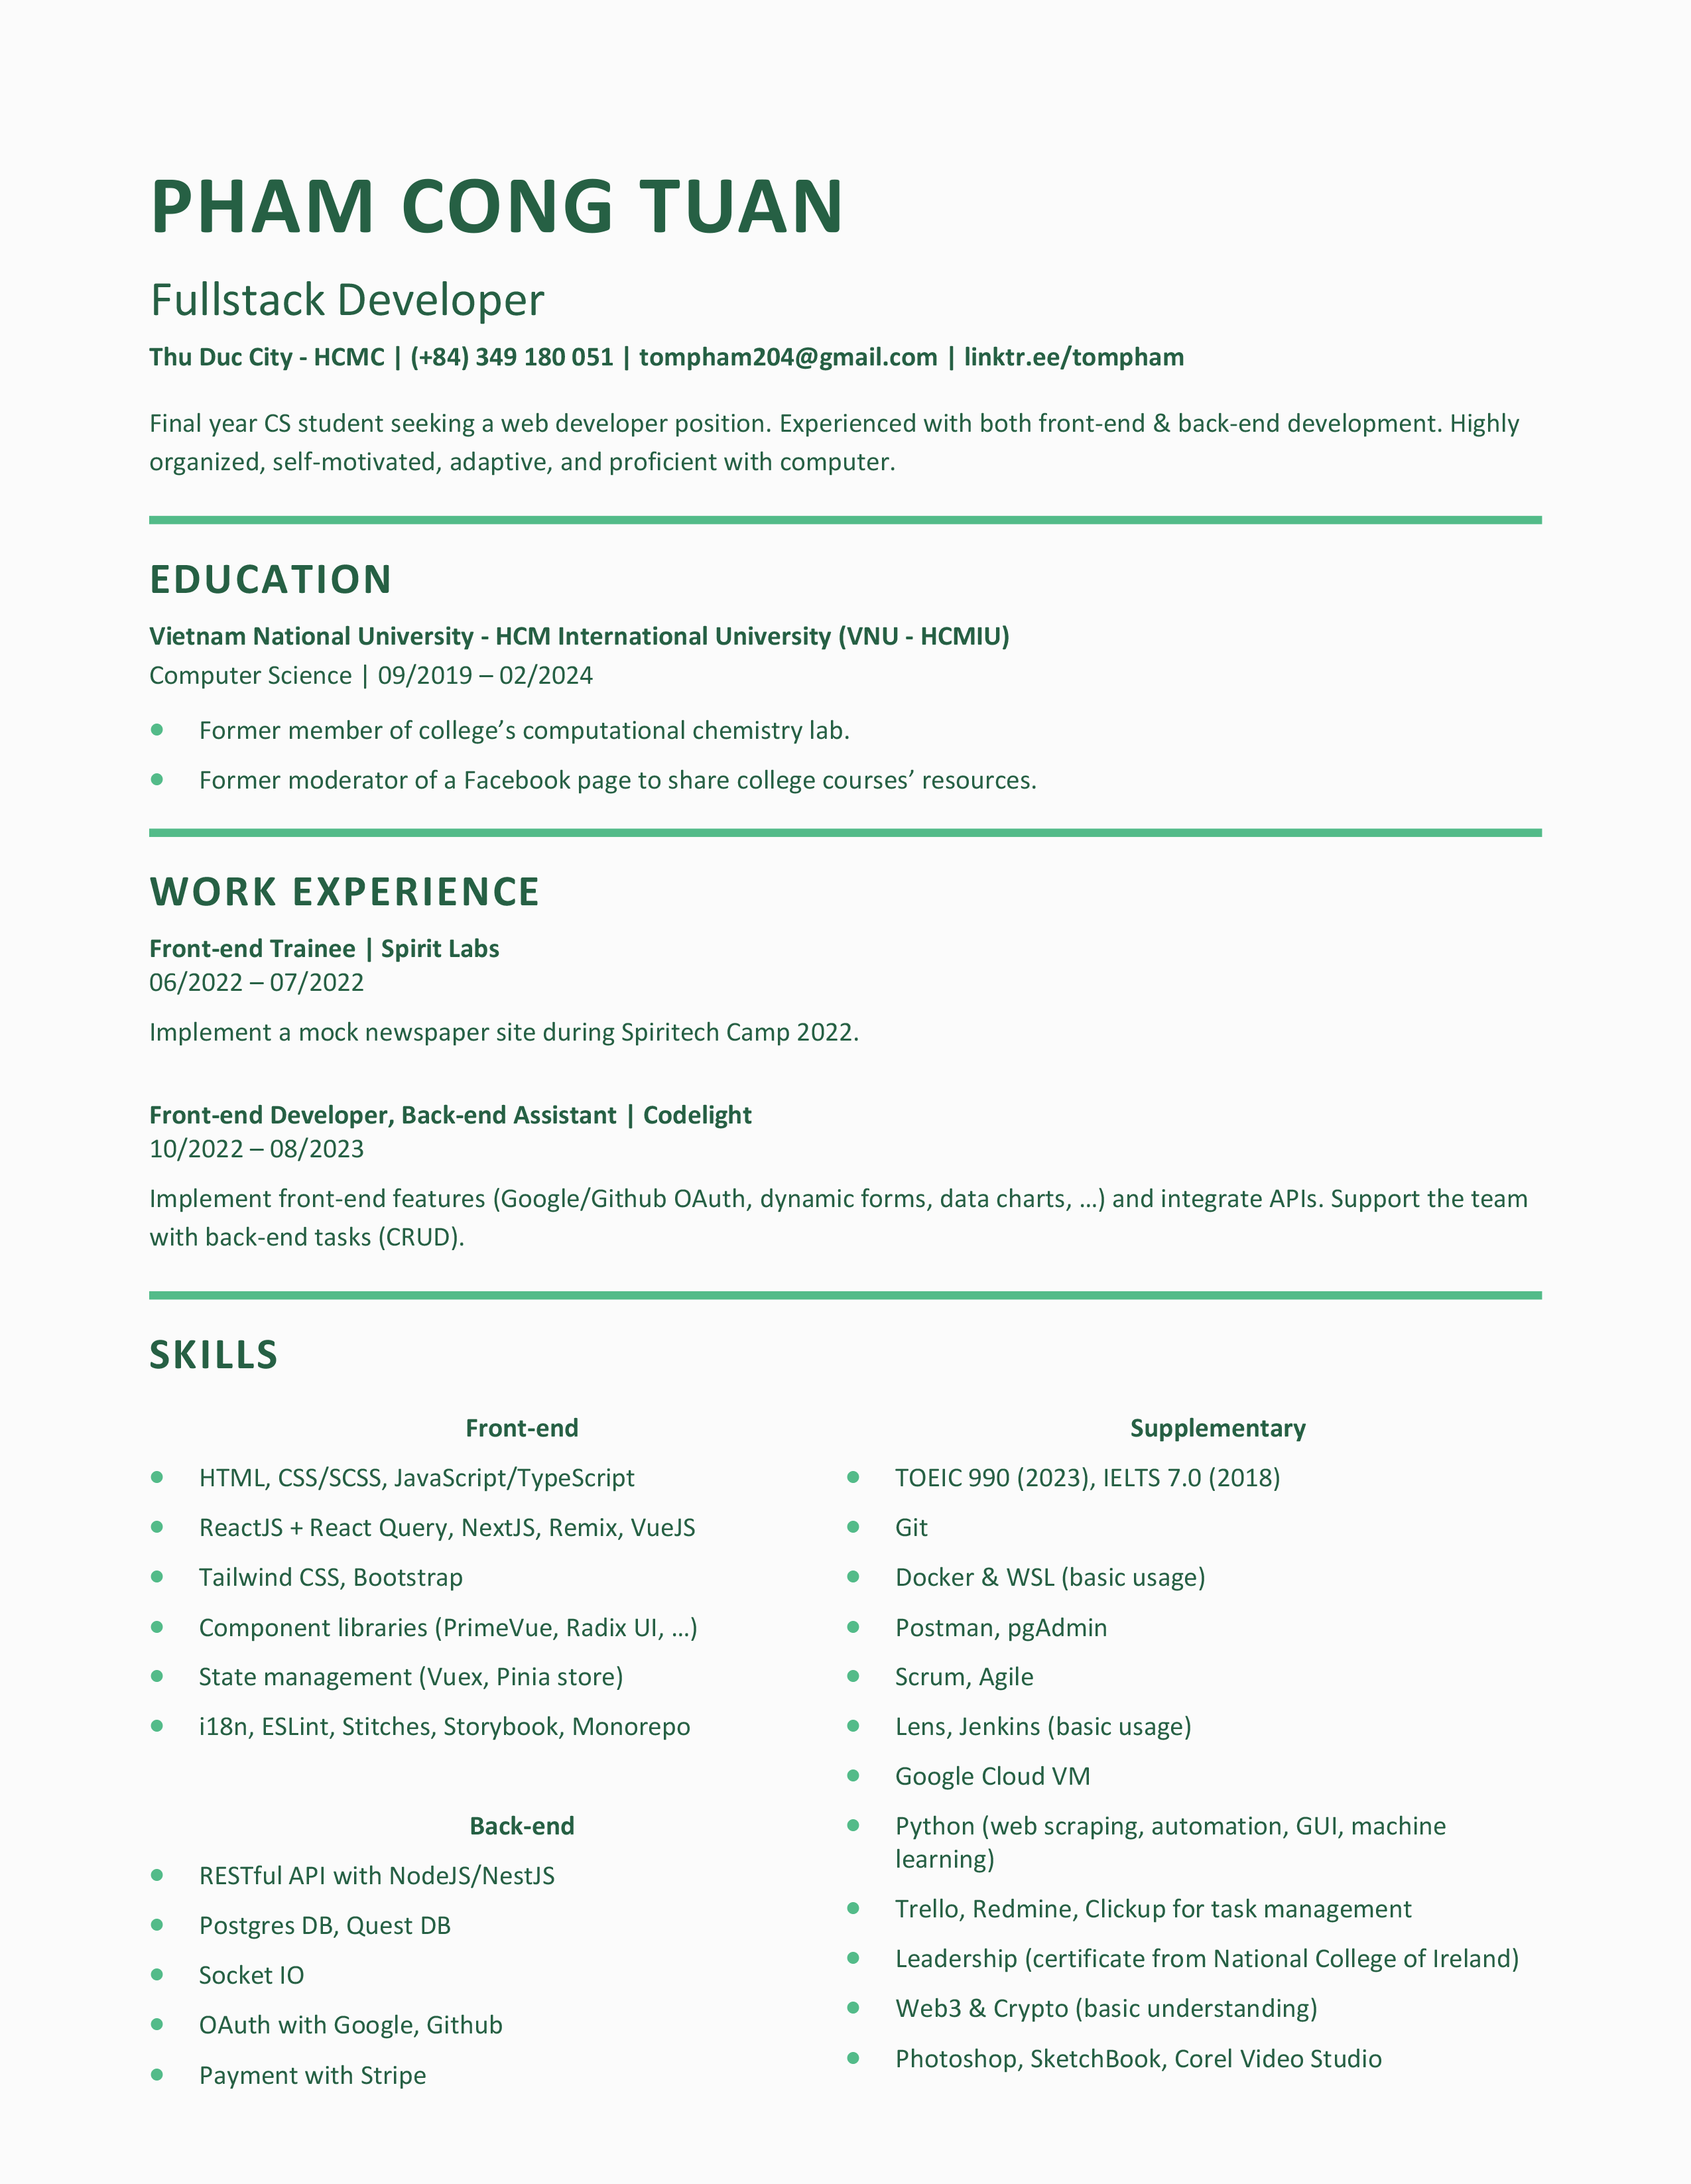 PHAM CONG TUAN
Fullstack Developer
Thu Duc City - HCMC | (+84) 349 180 051 | tompham204@gmail.com | linktr.ee/tompham
Final year CS student seeking a web developer position. Experienced with both front-end & back-end development. Highly
organized, self-motivated, adaptive, and proficient with computer.
EDUCATION
Vietnam National University - HCM International University (VNU - HCMIU)
Computer Science | 09/2019 – 02/2024
• Former member of college’s computational chemistry lab.
• Former moderator of a Facebook page to share college courses’ resources.
WORK EXPERIENCE
Front-end Trainee | Spirit Labs
06/2022 – 07/2022
Implement a mock newspaper site during Spiritech Camp 2022.
Front-end Developer, Back-end Assistant | Codelight
10/2022 – 08/2023
Implement front-end features (Google/Github OAuth, dynamic forms, data charts, …) and integrate APIs. Support the team
with back-end tasks (CRUD).
SKILLS
Front-end
• HTML, CSS/SCSS, JavaScript/TypeScript
• ReactJS + React Query, NextJS, Remix, VueJS
• Tailwind CSS, Bootstrap
• Component libraries (PrimeVue, Radix UI, …)
• State management (Vuex, Pinia store)
• i18n, ESLint, Stitches, Storybook, Monorepo
Back-end
• RESTful API with NodeJS/NestJS
• Postgres DB, Quest DB
• Socket IO
• OAuth with Google, Github
• Payment with Stripe
Supplementary
• TOEIC 990 (2023), IELTS 7.0 (2018)
• Git
• Docker & WSL (basic usage)
• Postman, pgAdmin
• Scrum, Agile
• Lens, Jenkins (basic usage)
• Google Cloud VM
• Python (web scraping, automation, GUI, machine
learning)
• Trello, Redmine, Clickup for task management
• Leadership (certificate from National College of Ireland)
• Web3 & Crypto (basic understanding)
• Photoshop, SketchBook, Corel Video Studio